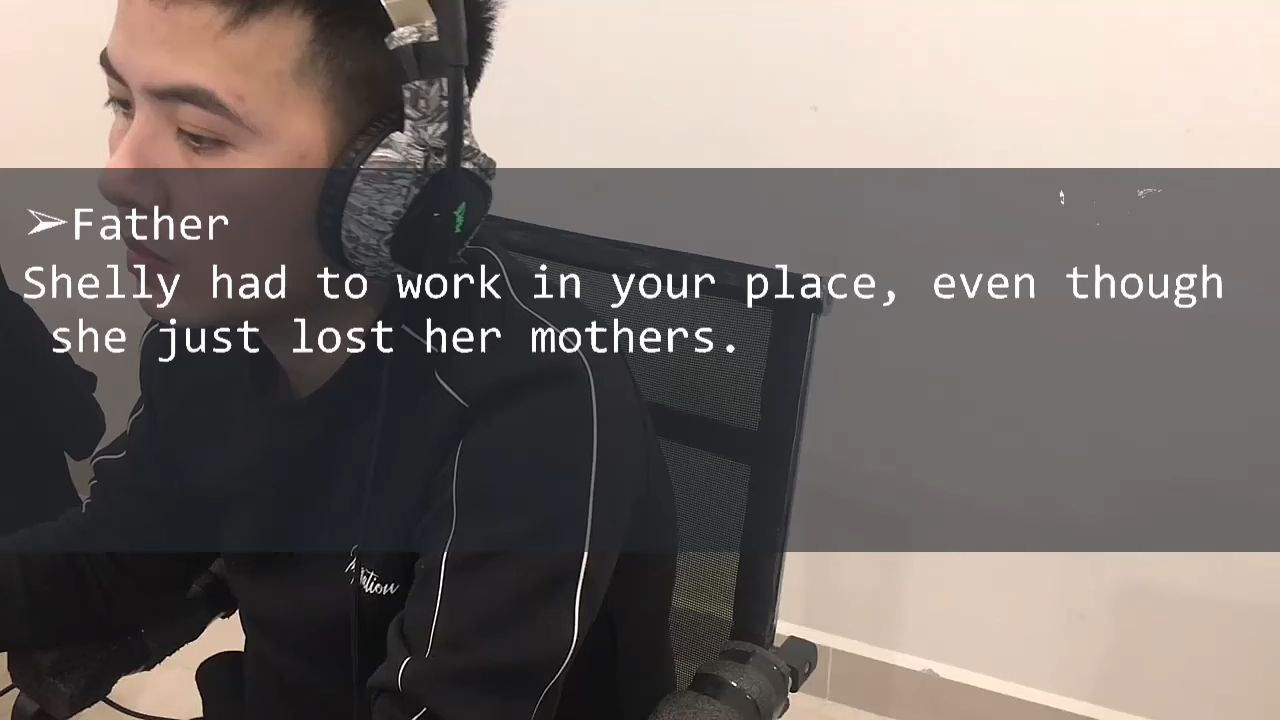 ➢Father
Shelly had to work in your place, even though
she just lost her mothers.